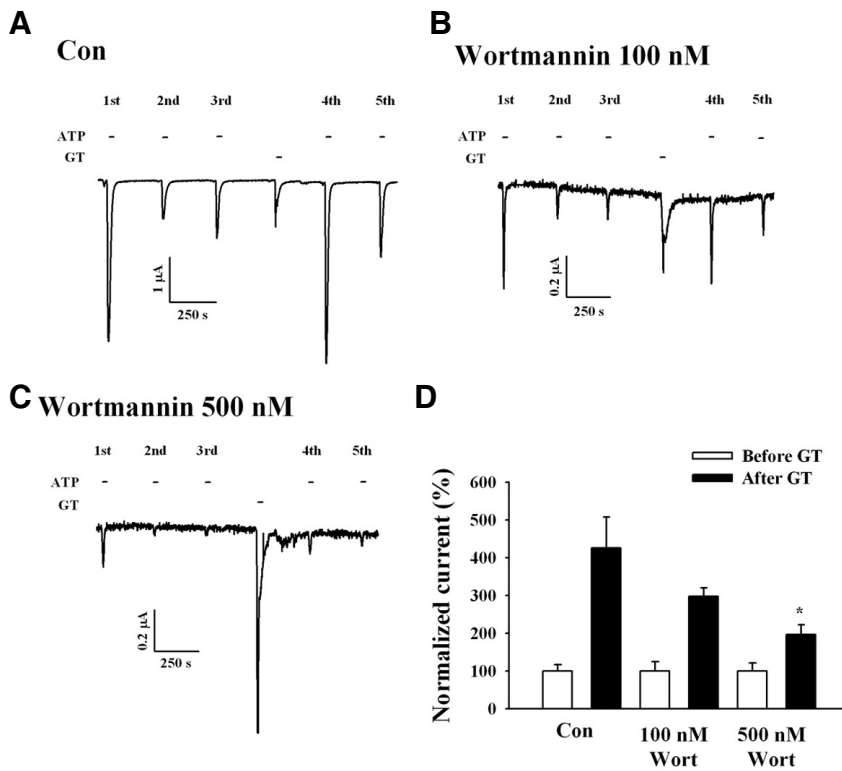 A
Con
1st 2nd 3rd 4th 5th
ATP
GT
1 μA
250 s
B
Wortmannin 100 nM
1st 2nd 3rd 4th 5th
ATP
GT
0.2 μA
250 s
C
Wortmannin 500 nM
1st 2nd 3rd 4th 5th
ATP
GT
0.2 μA
250 s
D
Before GT
After GT
Normalized current (%)
600
500
400
300
200
100
0
*
Con
100 nM
Wort
500 nM
Wort